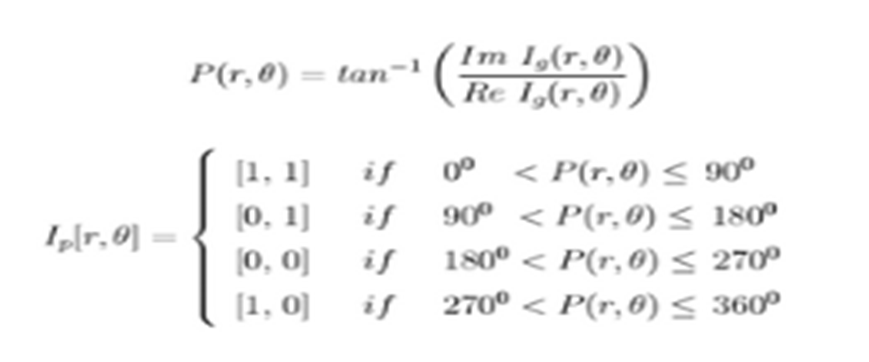 P(r, θ) = tan⁻¹ ( Im I_g(r, θ) / Re I_g(r, θ) )
I_p[r, θ] = {
[1, 1] if 0⁰ < P(r, θ) ≤ 90⁰
[0, 1] if 90⁰ < P(r, θ) ≤ 180⁰
[0, 0] if 180⁰ < P(r, θ) ≤ 270⁰
[1, 0] if 270⁰ < P(r, θ) ≤ 360⁰